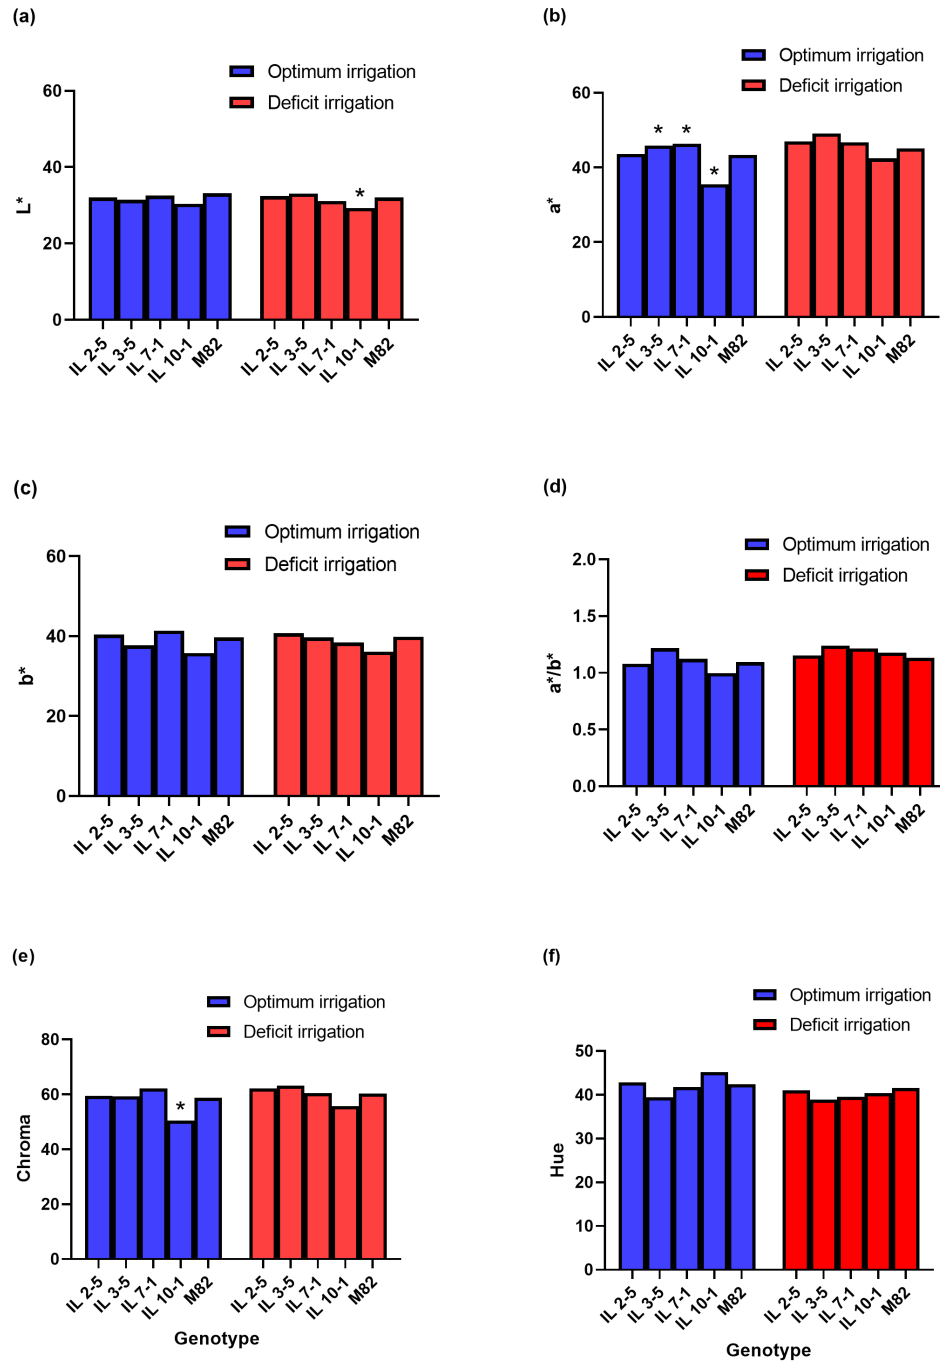 (a)
Optimum irrigation
Deficit irrigation
60
40
20
0
L*
*
IL 2-5
IL 3-5
IL 7-1
IL 10-1
M82
IL 2-5
IL 3-5
IL 7-1
IL 10-1
M82
(b)
Optimum irrigation
Deficit irrigation
60
40
20
0
a*
* * *
IL 2-5
IL 3-5
IL 7-1
IL 10-1
M82
IL 2-5
IL 3-5
IL 7-1
IL 10-1
M82
(c)
Optimum irrigation
Deficit irrigation
60
40
20
0
b*
IL 2-5
IL 3-5
IL 7-1
IL 10-1
M82
IL 2-5
IL 3-5
IL 7-1
IL 10-1
M82
(d)
Optimum irrigation
Deficit irrigation
2.0
1.5
1.0
0.5
0.0
a*/b*
IL 2-5
IL 3-5
IL 7-1
IL 10-1
M82
IL 2-5
IL 3-5
IL 7-1
IL 10-1
M82
(e)
Optimum irrigation
Deficit irrigation
80
60
40
20
0
Chroma
*
IL 2-5
IL 3-5
IL 7-1
IL 10-1
M82
IL 2-5
IL 3-5
IL 7-1
IL 10-1
M82
Genotype
(f)
Optimum irrigation
Deficit irrigation
50
40
30
20
10
0
Hue
IL 2-5
IL 3-5
IL 7-1
IL 10-1
M82
IL 2-5
IL 3-5
IL 7-1
IL 10-1
M82
Genotype